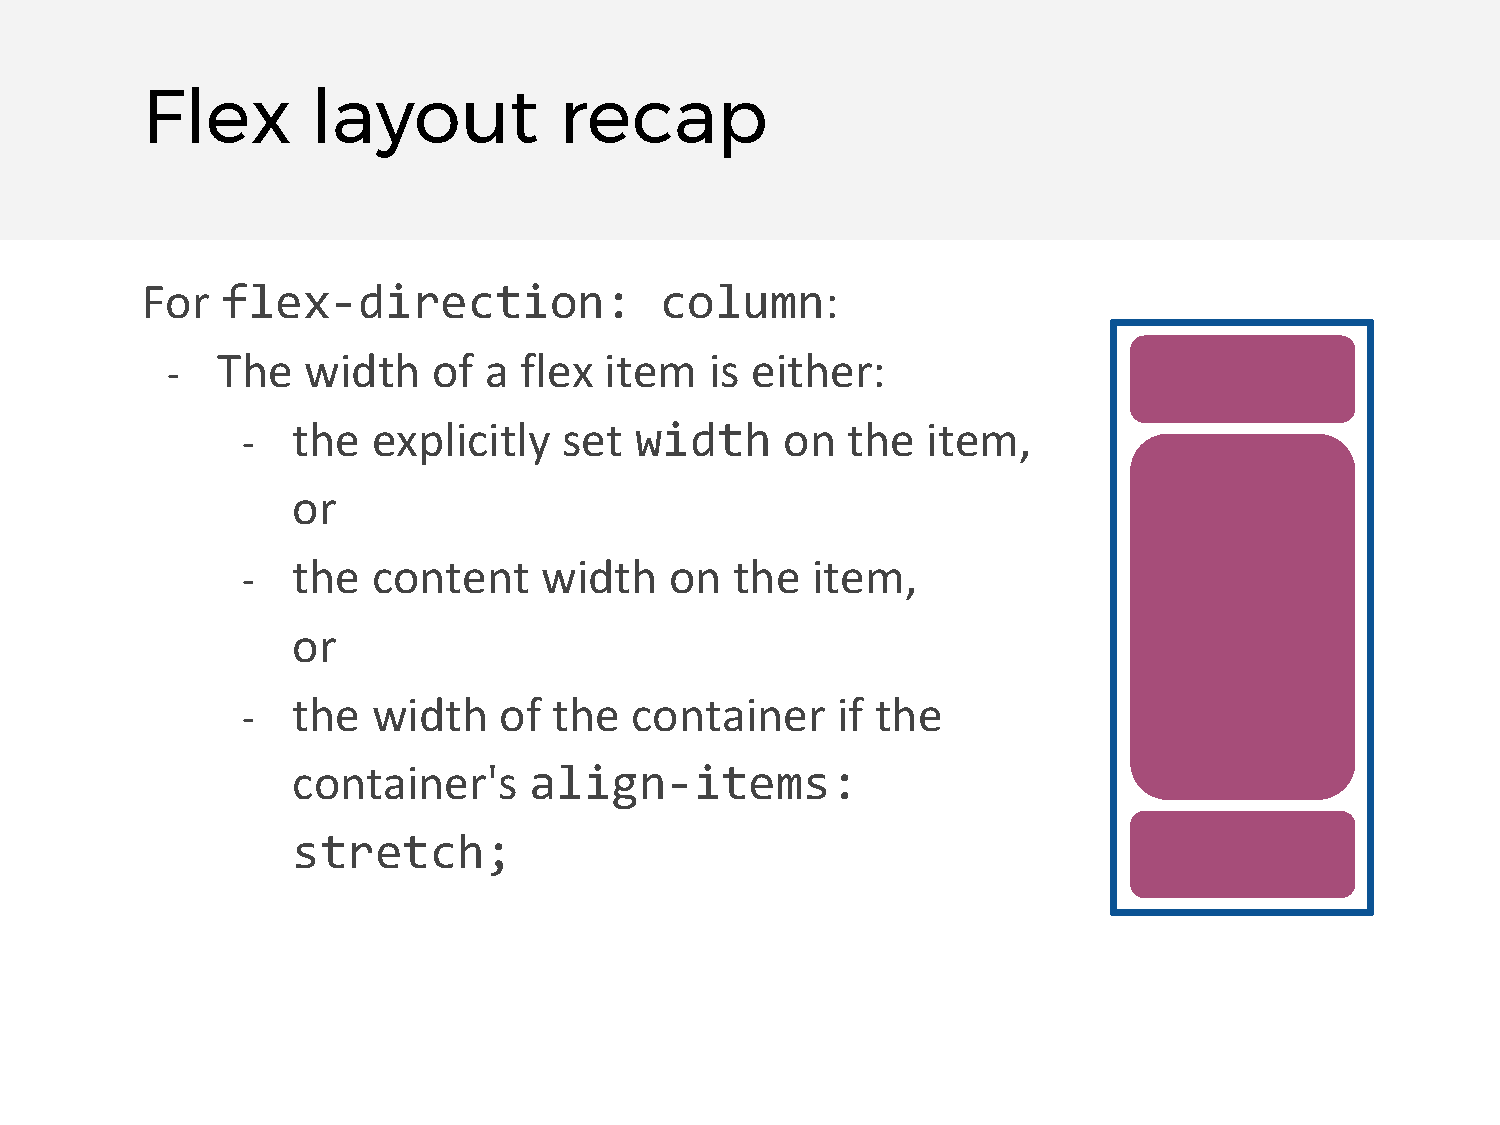 Flex layout recap
For flex-direction: column:
- The width of a flex item is either:
- the explicitly set width on the item,
or
- the content width on the item,
or
- the width of the container if the
container's align-items:
stretch;